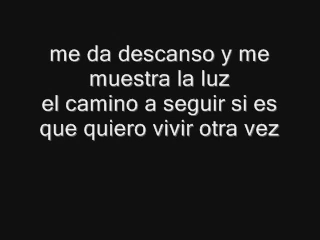 me da descanso y me
muestra la luz
el camino a seguir si es
que quiero vivir otra vez